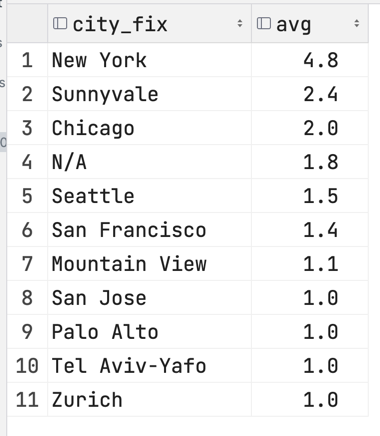 city_fix avg
1 New York 4.8
2 Sunnyvale 2.4
3 Chicago 2.0
4 N/A 1.8
5 Seattle 1.5
6 San Francisco 1.4
7 Mountain View 1.1
8 San Jose 1.0
9 Palo Alto 1.0
10 Tel Aviv-Yafo 1.0
11 Zurich 1.0